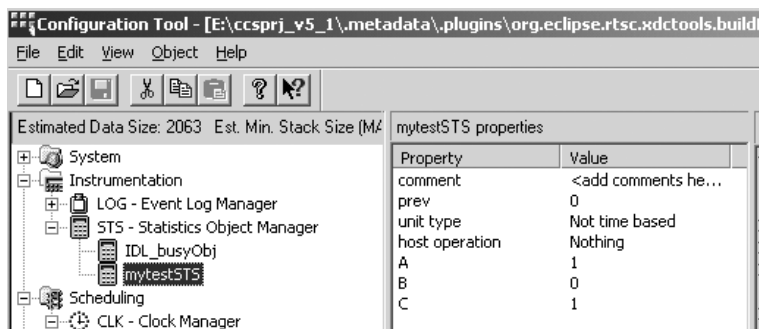 Configuration Tool - [E:\ccsprj_v5_1\.metadata\.plugins\org.eclipse.rtsc.xdctools.build
File Edit View Object Help
Estimated Data Size: 2063 Est. Min. Stack Size (MA
System
Instrumentation
LOG - Event Log Manager
STS - Statistics Object Manager
IDL_busyObj
mytestSTS
Scheduling
CLK - Clock Manager
mytestSTS properties
Property Value
comment <add comments he...
prev 0
unit type Not time based
host operation Nothing
A 1
B 0
C 1